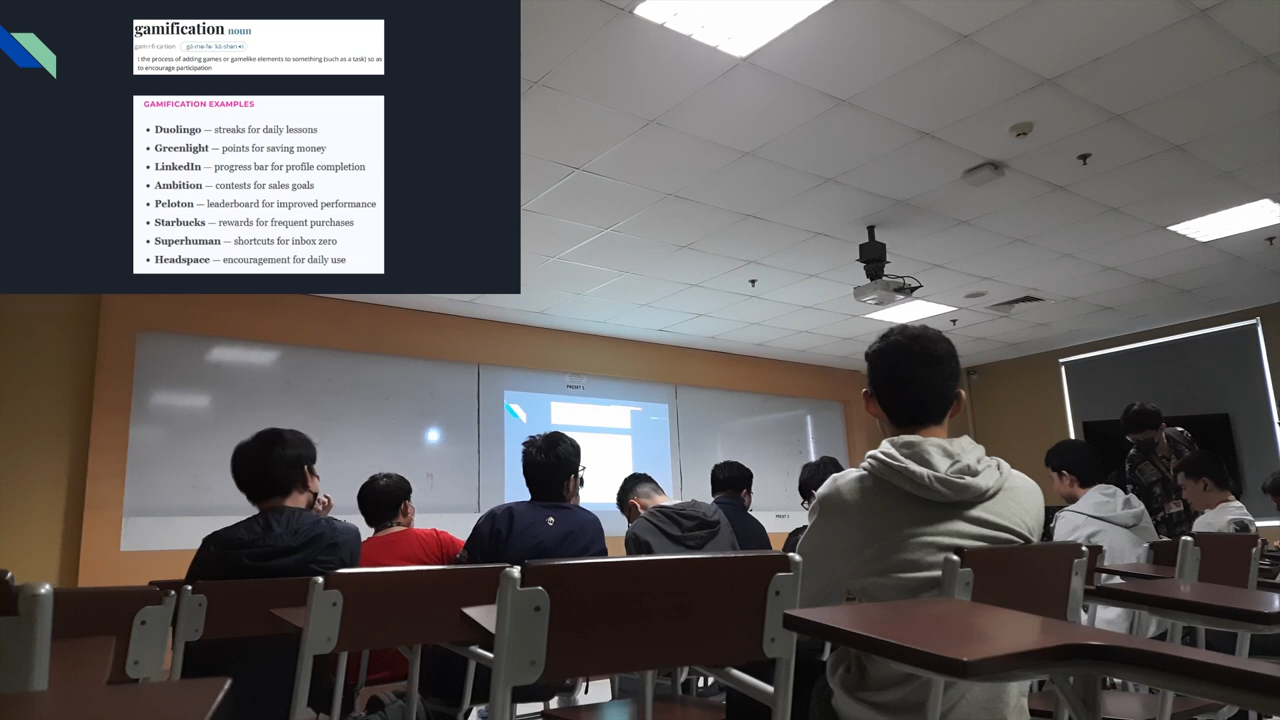 gamification noun
gam·i·fi·ca·tion
: the process of adding games or gamelike elements to something (such as a task) so as
to encourage participation
GAMIFICATION EXAMPLES
• Duolingo — streaks for daily lessons
• Greenlight — points for saving money
• LinkedIn — progress bar for profile completion
• Ambition — contests for sales goals
• Peloton — leaderboard for improved performance
• Starbucks — rewards for frequent purchases
• Superhuman — shortcuts for inbox zero
• Headspace — encouragement for daily use
PRESET 5